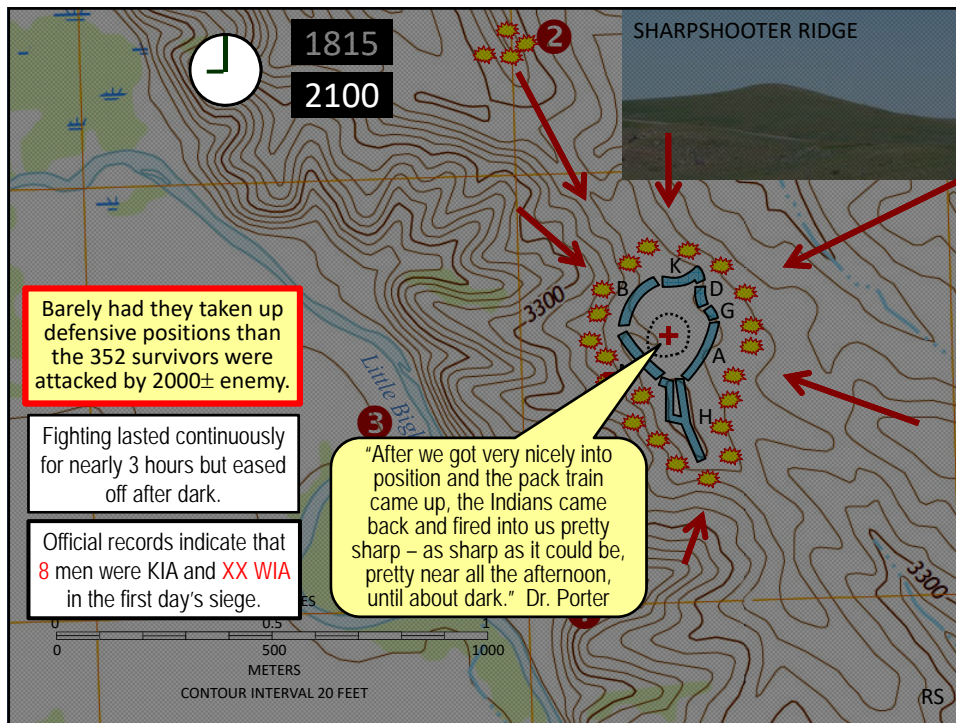 1815
2100
2
SHARPSHOOTER RIDGE
K
B
D
G
A
H
3300
Barely had they taken up
defensive positions than
the 352 survivors were
attacked by 2000± enemy.
Little Bigh
3
Fighting lasted continuously
for nearly 3 hours but eased
off after dark.
"After we got very nicely into
position and the pack train
came up, the Indians came
back and fired into us pretty
sharp – as sharp as it could be,
pretty near all the afternoon,
until about dark." Dr. Porter
Official records indicate that
8 men were KIA and XX WIA
in the first day's siege.
3300
0 0.5 1
0 500 1000
METERS
CONTOUR INTERVAL 20 FEET
RS